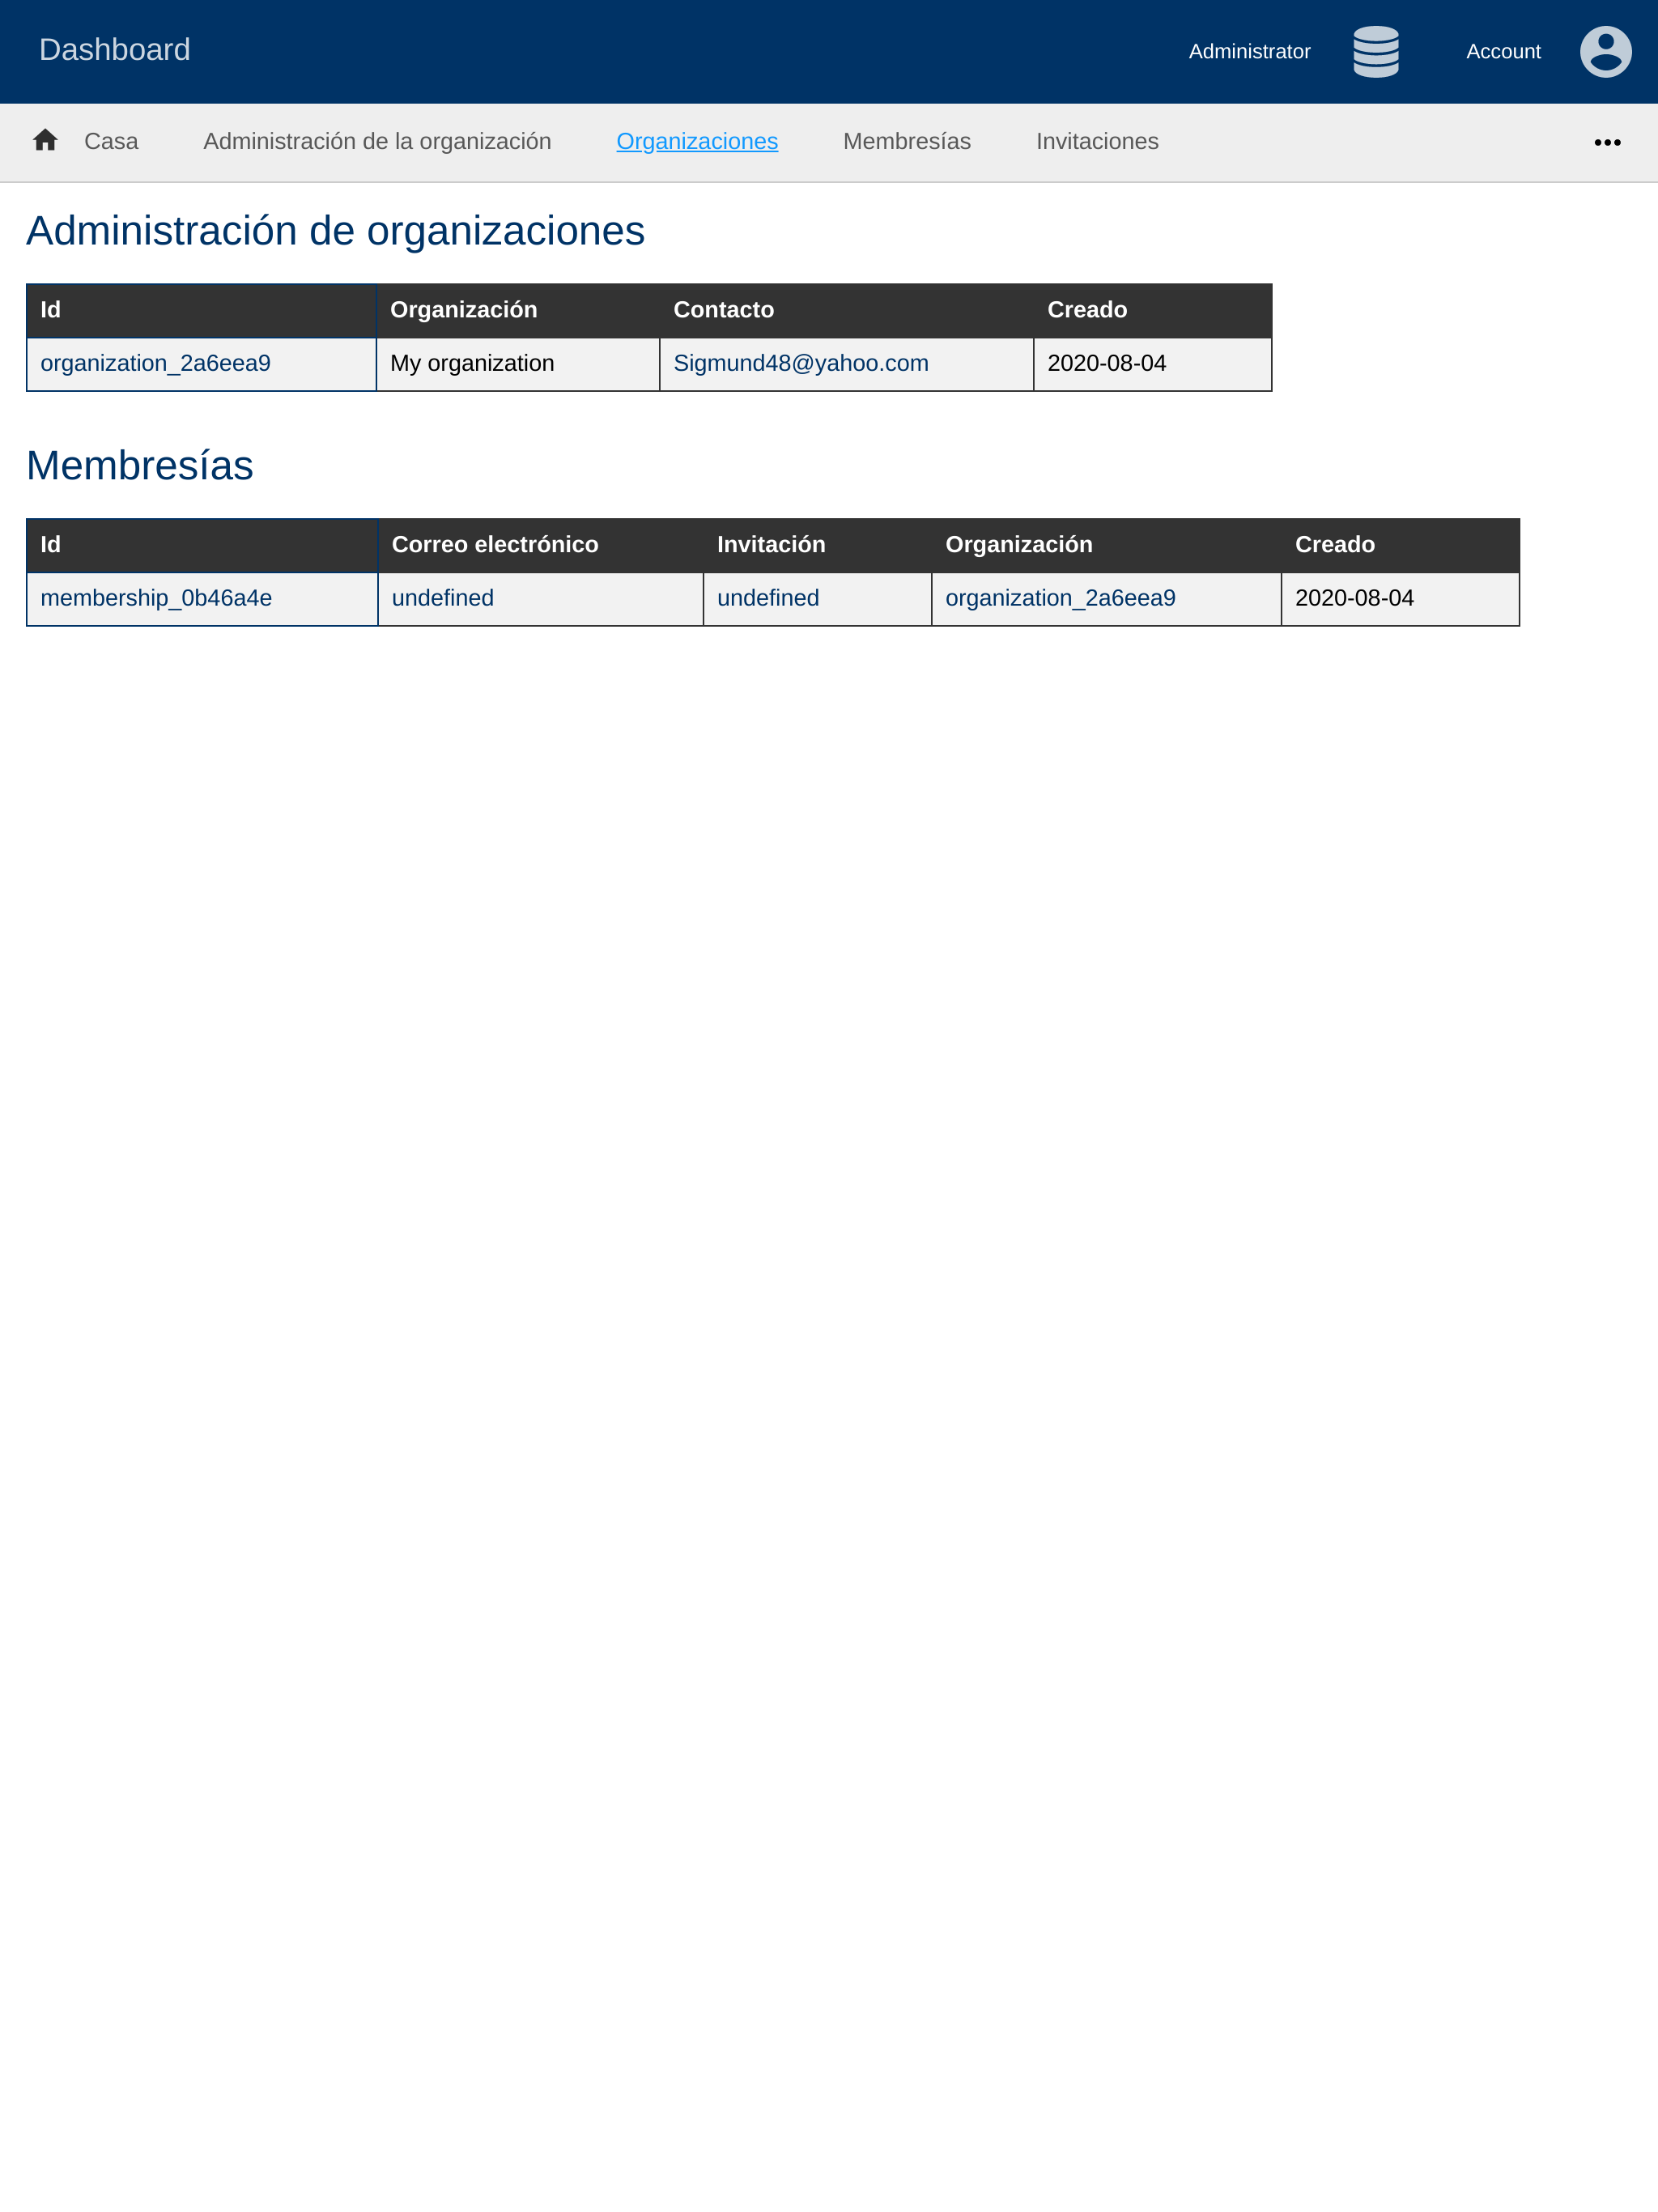 Dashboard Administrator Account
Casa Administración de la organización Organizaciones Membresías Invitaciones
Administración de organizaciones
Id Organización Contacto Creado
organization_2a6eea9 My organization Sigmund48@yahoo.com 2020-08-04
Membresías
Id Correo electrónico Invitación Organización Creado
membership_0b46a4e undefined undefined organization_2a6eea9 2020-08-04